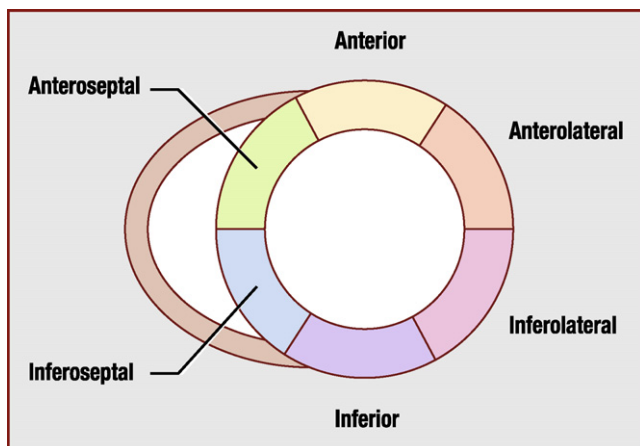 Anterior
Anteroseptal
Anterolateral
Inferolateral
Inferoseptal
Inferior